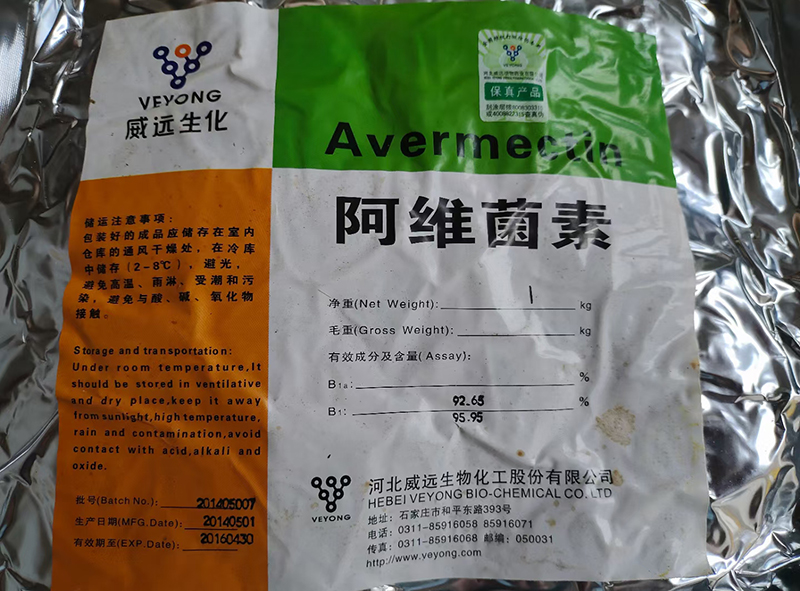 VEYONG
威远生化
VEYONG
保真产品
Avermectin
阿维菌素
储运注意事项：
包装好的成品应储存在室内
仓库的通风干燥处，在冷库
中储存（2-8℃），避光，
避免高温、雨淋、受潮和污
染，避免与酸、碱、氧化物
接触。
Storage and transportation:
Under room temperature,It
should be stored in ventilative
and dry place,keep it away
from sunlight,high temperature,
rain and contamination,avoid
contact with acid,alkali and
oxide.
批号(Batch No.): 201405007
生产日期(MFG.Date): 20140501
有效期至(EXP.Date): 20160430
净重(Net Weight): 1 kg
毛重(Gross Weight): kg
有效成分及含量(Assay):
B1a: %
92.65
B1: %
95.95
VEYONG
河北威远生物化工股份有限公司
HEBEI VEYONG BIO-CHEMICAL CO.,LTD
地址：石家庄市和平东路393号
电话：0311-85916058 85916071
传真：0311-85916068 邮编：050031
http://www.veyong.com